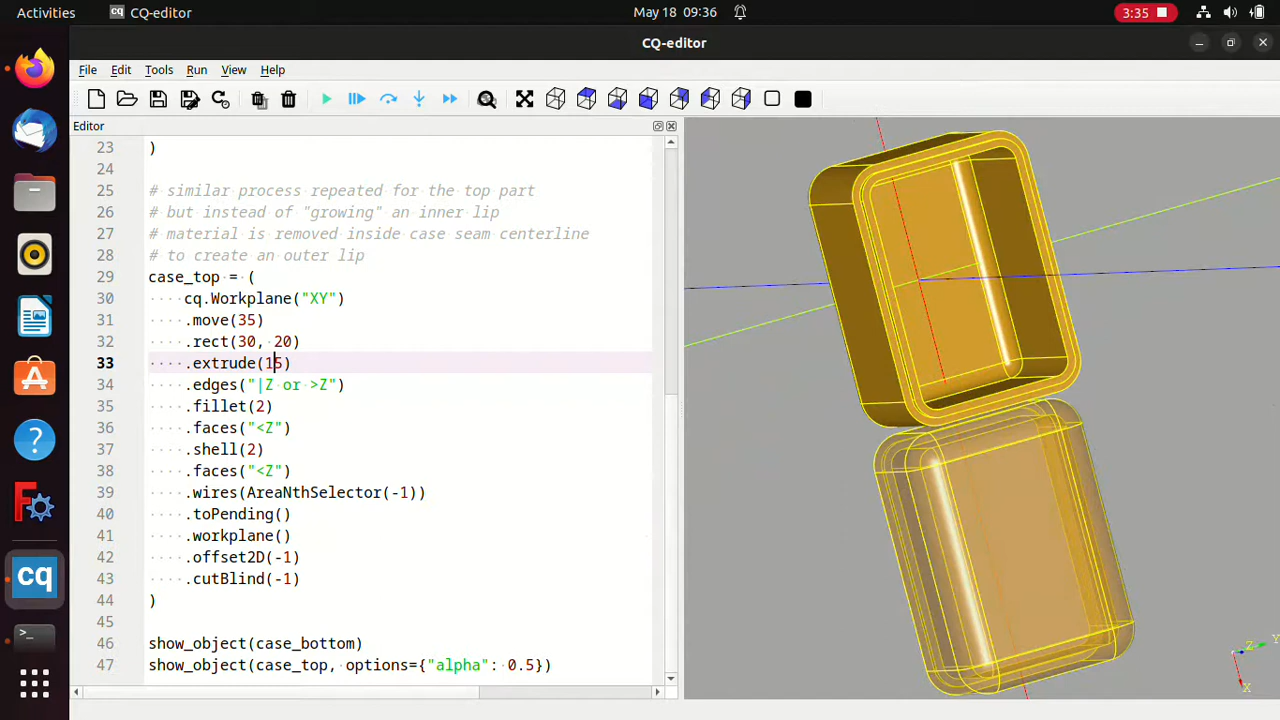 Activities CQ-editor May 18 09:36 3:35
CQ-editor
File Edit Tools Run View Help
Editor
23 )
24
25 # similar process repeated for the top part
26 # but instead of "growing" an inner lip
27 # material is removed inside case seam centerline
28 # to create an outer lip
29 case_top = (
30 ····cq.Workplane("XY")
31 ····.move(35)
32 ····.rect(30, 20)
33 ····.extrude(15)
34 ····.edges("|Z or >Z")
35 ····.fillet(2)
36 ····.faces("<Z")
37 ····.shell(2)
38 ····.faces("<Z")
39 ····.wires(AreaNthSelector(-1))
40 ····.toPending()
41 ····.workplane()
42 ····.offset2D(-1)
43 ····.cutBlind(-1)
44 )
45
46 show_object(case_bottom)
47 show_object(case_top, options={"alpha": 0.5})
cq
Z Y
X